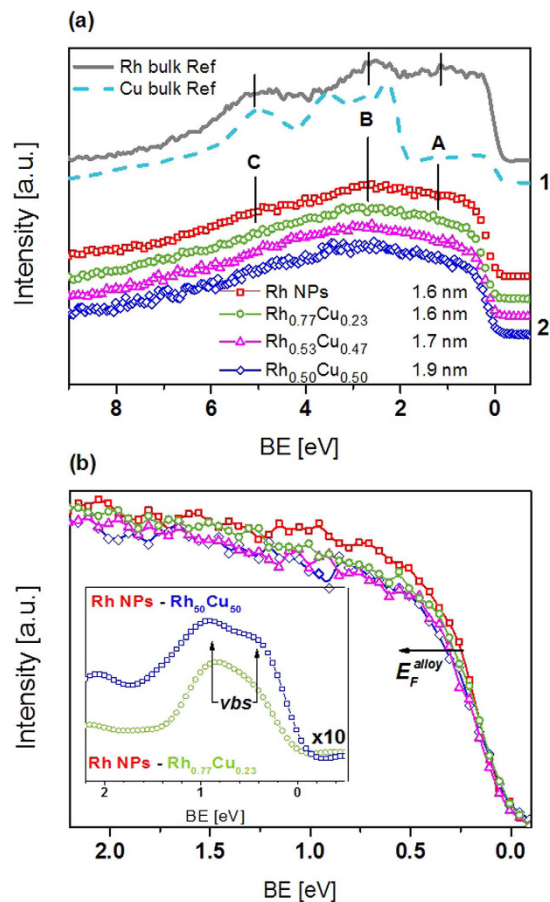 (a)
Rh bulk Ref
Cu bulk Ref
C
B
A
1
Rh NPs 1.6 nm
Rh0.77Cu0.23 1.6 nm
Rh0.53Cu0.47 1.7 nm
Rh0.50Cu0.50 1.9 nm
2
Intensity [a.u.]
8 6 4 2 0
BE [eV]
(b)
Rh NPs - Rh50Cu50
vbs
x10
Rh NPs - Rh0.77Cu0.23
2 1 0
BE [eV]
EF alloy
Intensity [a.u.]
2.0 1.5 1.0 0.5 0.0
BE [eV]